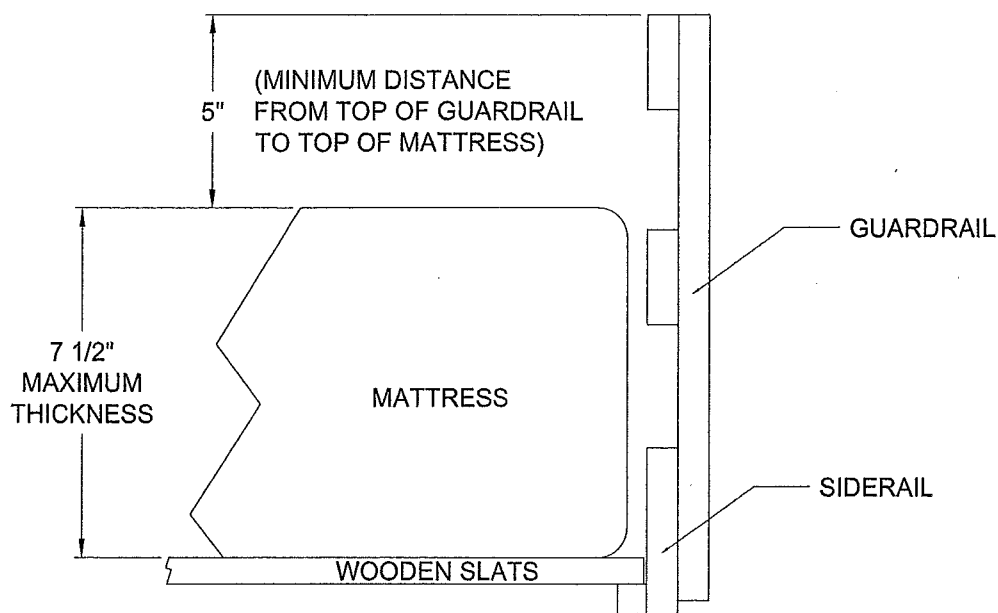 (MINIMUM DISTANCE
5" FROM TOP OF GUARDRAIL
TO TOP OF MATTRESS)
GUARDRAIL
7 1/2"
MAXIMUM
THICKNESS
MATTRESS
SIDERAIL
WOODEN SLATS